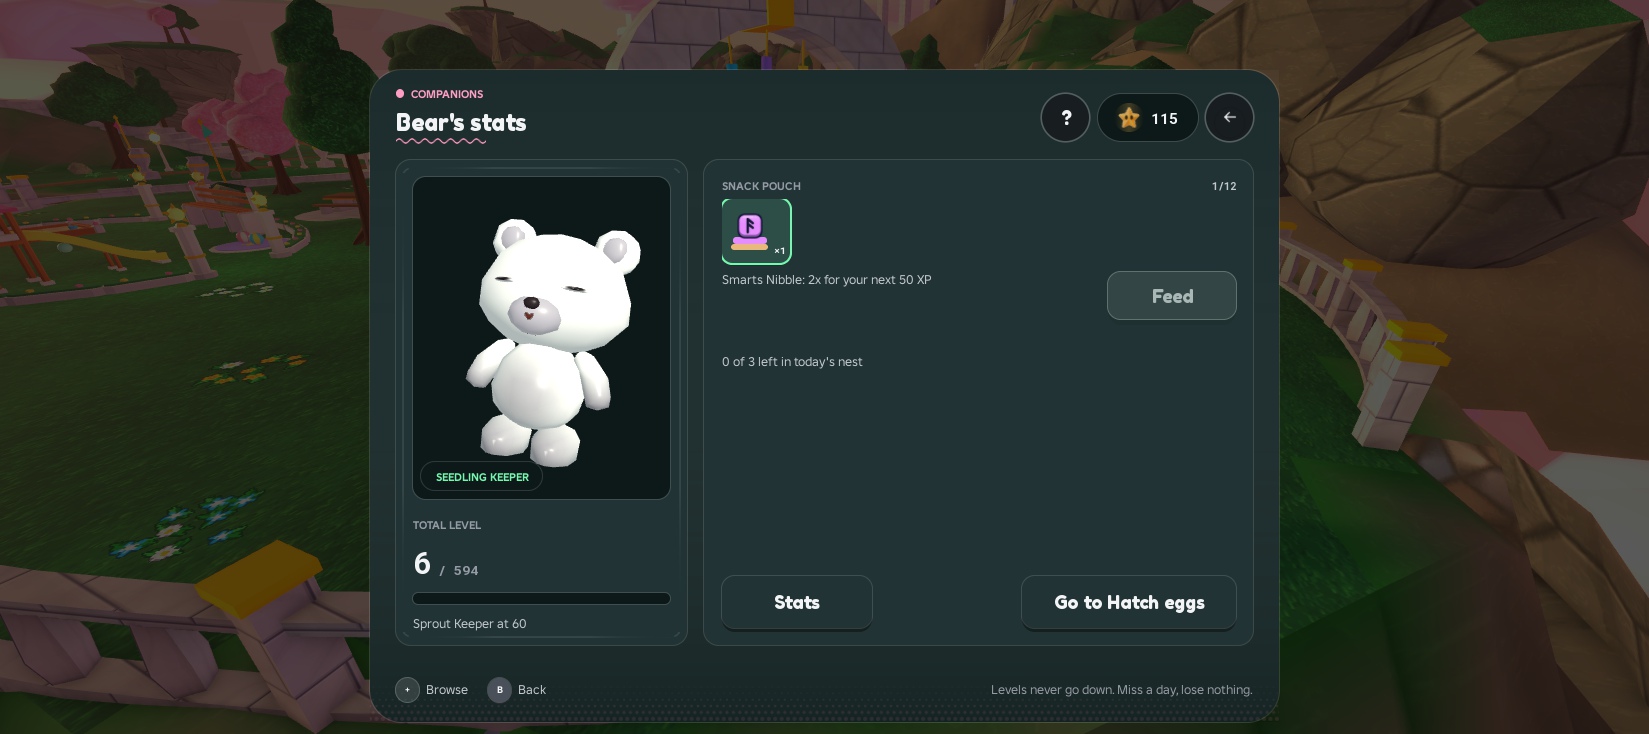 COMPANIONS
Bear's stats
?
115
←
SNACK POUCH
1/12
×1
Smarts Nibble: 2x for your next 50 XP
Feed
0 of 3 left in today's nest
SEEDLING KEEPER
TOTAL LEVEL
6 / 594
Sprout Keeper at 60
Stats
Go to Hatch eggs
+ Browse
B Back
Levels never go down. Miss a day, lose nothing.